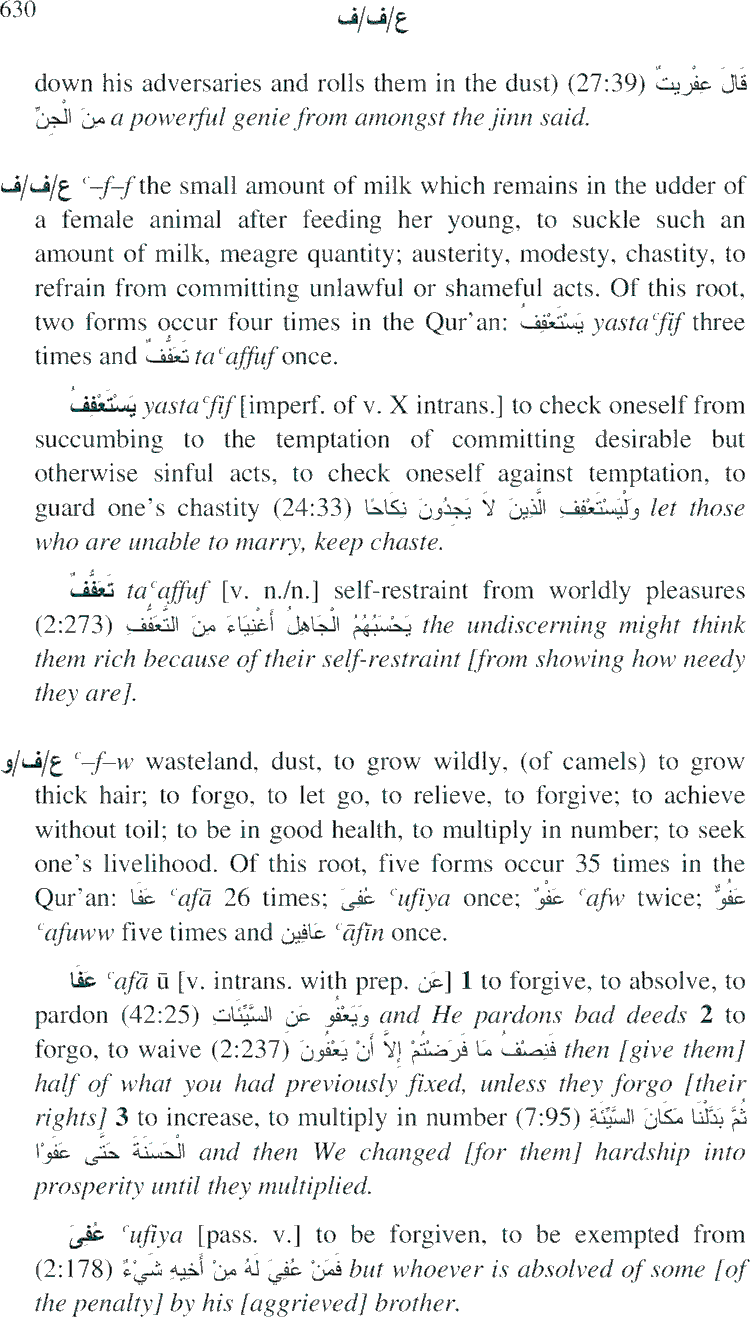 630
ع/ف/ف
down his adversaries and rolls them in the dust) (27:39) قَالَ عِفْرِيتٌ
مِنَ الْجِنِّ a powerful genie from amongst the jinn said.
ع/ف/ف ʿ–f–f the small amount of milk which remains in the udder of
a female animal after feeding her young, to suckle such an
amount of milk, meagre quantity; austerity, modesty, chastity, to
refrain from committing unlawful or shameful acts. Of this root,
two forms occur four times in the Qur’an: يَسْتَعْفِفُ yastaʿfif three
times and تَعَفُّفٌ taʿaffuf once.
يَسْتَعْفِفُ yastaʿfif [imperf. of v. X intrans.] to check oneself from
succumbing to the temptation of committing desirable but
otherwise sinful acts, to check oneself against temptation, to
guard one’s chastity (24:33) وَلْيَسْتَعْفِفِ الَّذِينَ لاَ يَجِدُونَ نِكَاحًا let those
who are unable to marry, keep chaste.
تَعَفُّفٌ taʿaffuf [v. n./n.] self-restraint from worldly pleasures
(2:273) يَحْسَبُهُمُ الْجَاهِلُ أَغْنِيَاءَ مِنَ التَّعَفُّفِ the undiscerning might think
them rich because of their self-restraint [from showing how needy
they are].
ع/ف/و ʿ–f–w wasteland, dust, to grow wildly, (of camels) to grow
thick hair; to forgo, to let go, to relieve, to forgive; to achieve
without toil; to be in good health, to multiply in number; to seek
one’s livelihood. Of this root, five forms occur 35 times in the
Qur’an: عَفَا ʿafā 26 times; عُفِيَ ʿufiya once; عَفْوٌ ʿafw twice; عَفُوٌّ
ʿafuww five times and عَافِين ʿāfīn once.
عَفَا ʿafā ū [v. intrans. with prep. عَن] 1 to forgive, to absolve, to
pardon (42:25) وَيَعْفُو عَنِ السَّيِّئَاتِ and He pardons bad deeds 2 to
forgo, to waive (2:237) فَنِصْفُ مَا فَرَضْتُمْ إِلاَّ أَنْ يَعْفُونَ then [give them]
half of what you had previously fixed, unless they forgo [their
rights] 3 to increase, to multiply in number (7:95) ثُمَّ بَدَّلْنَا مَكَانَ السَّيِّئَةِ
الْحَسَنَةَ حَتَّى عَفَوْا and then We changed [for them] hardship into
prosperity until they multiplied.
عُفِيَ ʿufiya [pass. v.] to be forgiven, to be exempted from
(2:178) فَمَنْ عُفِيَ لَهُ مِنْ أَخِيهِ شَيْءٌ but whoever is absolved of some [of
the penalty] by his [aggrieved] brother.